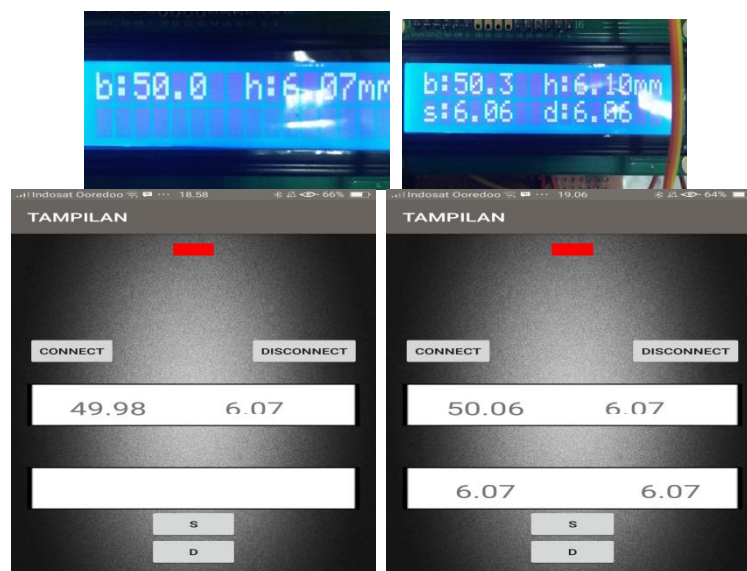 b:50.0 h:6.07mm
b:50.3 h:6.10mm
s:6.06 d:6.06
Indosat Ooredoo 18.58 66%
TAMPILAN
CONNECT DISCONNECT
49.98 6.07
S
D
Indosat Ooredoo 19.06 64%
TAMPILAN
CONNECT DISCONNECT
50.06 6.07
6.07 6.07
S
D